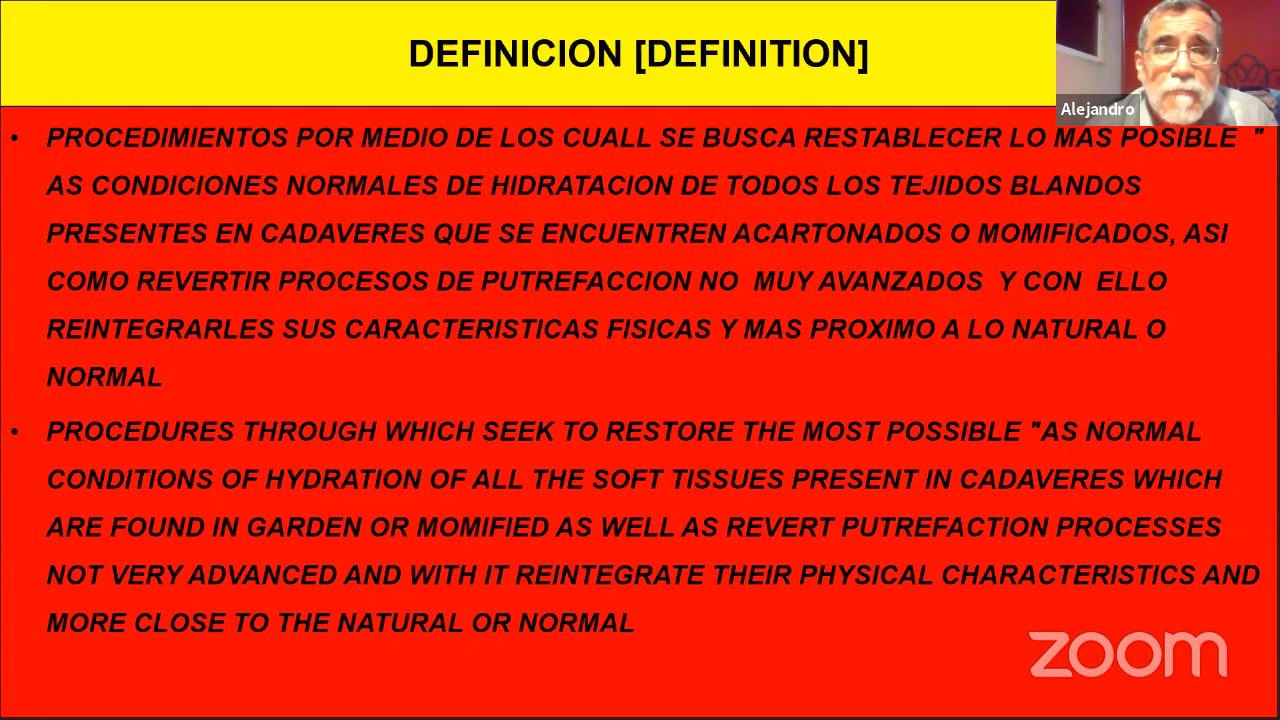 DEFINICION [DEFINITION]
Alejandro
• PROCEDIMIENTOS POR MEDIO DE LOS CUALL SE BUSCA RESTABLECER LO MAS POSIBLE "
AS CONDICIONES NORMALES DE HIDRATACION DE TODOS LOS TEJIDOS BLANDOS
PRESENTES EN CADAVERES QUE SE ENCUENTREN ACARTONADOS O MOMIFICADOS, ASI
COMO REVERTIR PROCESOS DE PUTREFACCION NO MUY AVANZADOS Y CON ELLO
REINTEGRARLES SUS CARACTERISTICAS FISICAS Y MAS PROXIMO A LO NATURAL O
NORMAL
• PROCEDURES THROUGH WHICH SEEK TO RESTORE THE MOST POSSIBLE "AS NORMAL
CONDITIONS OF HYDRATION OF ALL THE SOFT TISSUES PRESENT IN CADAVERES WHICH
ARE FOUND IN GARDEN OR MOMIFIED AS WELL AS REVERT PUTREFACTION PROCESSES
NOT VERY ADVANCED AND WITH IT REINTEGRATE THEIR PHYSICAL CHARACTERISTICS AND
MORE CLOSE TO THE NATURAL OR NORMAL
zoom